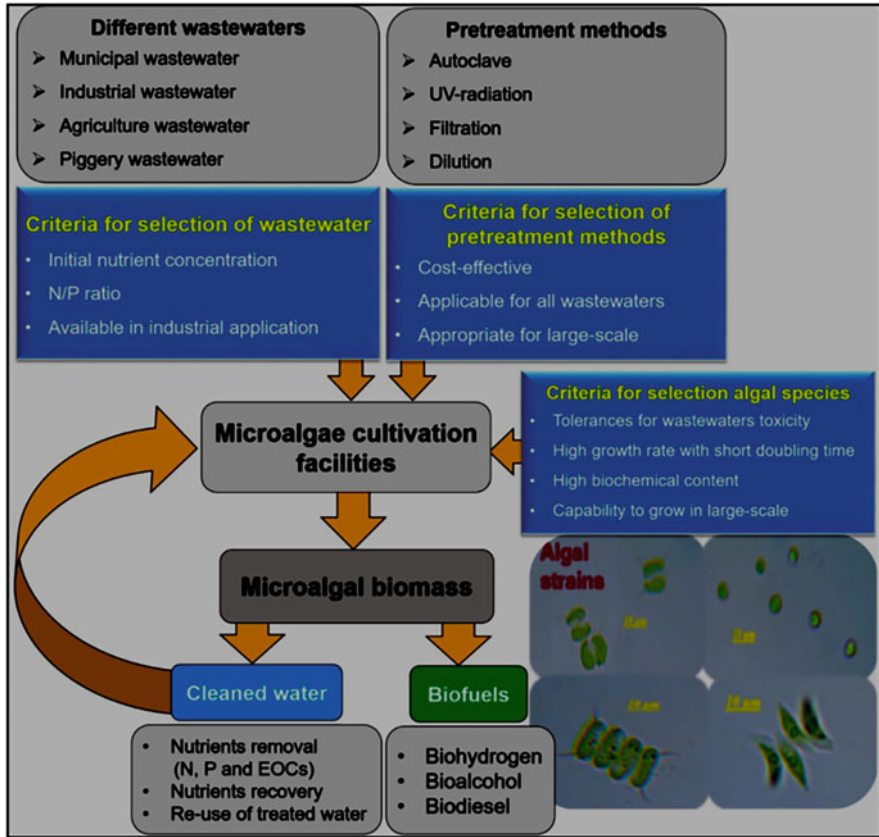 Different wastewaters
➢ Municipal wastewater
➢ Industrial wastewater
➢ Agriculture wastewater
➢ Piggery wastewater
Pretreatment methods
➢ Autoclave
➢ UV-radiation
➢ Filtration
➢ Dilution
Criteria for selection of wastewater
• Initial nutrient concentration
• N/P ratio
• Available in industrial application
Criteria for selection of
pretreatment methods
• Cost-effective
• Applicable for all wastewaters
• Appropriate for large-scale
Microalgae cultivation
facilities
Criteria for selection algal species
• Tolerances for wastewaters toxicity
• High growth rate with short doubling time
• High biochemical content
• Capability to grow in large-scale
Microalgal biomass
Algal
strains
Cleaned water
Biofuels
• Nutrients removal
(N, P and EOCs)
• Nutrients recovery
• Re-use of treated water
• Biohydrogen
• Bioalcohol
• Biodiesel